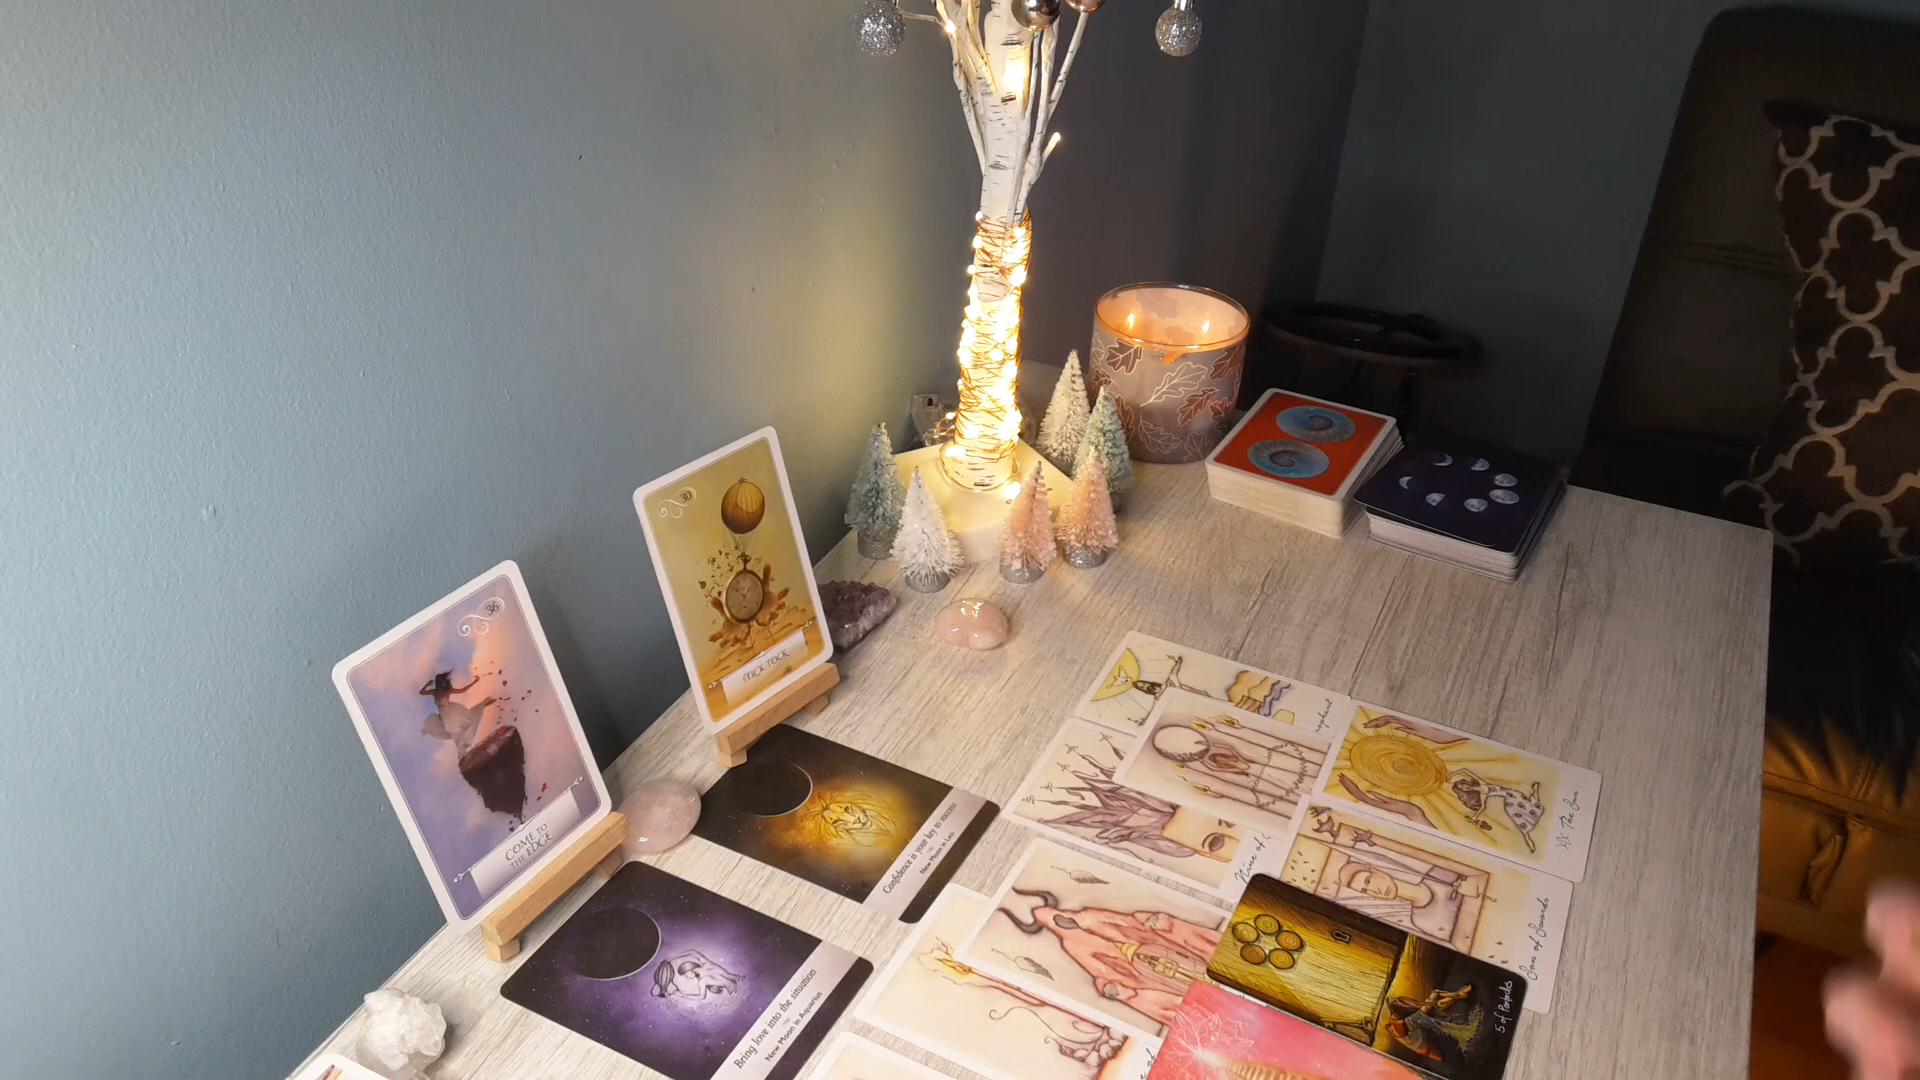 30
TICK-TOCK
36
COME TO
THE EDGE
Confidence is your key to success
New Moon in Leo
Bring love into the situation
New Moon in Aquarius
XIX The Sun
Nine of
of Swords
5 of Pentacles